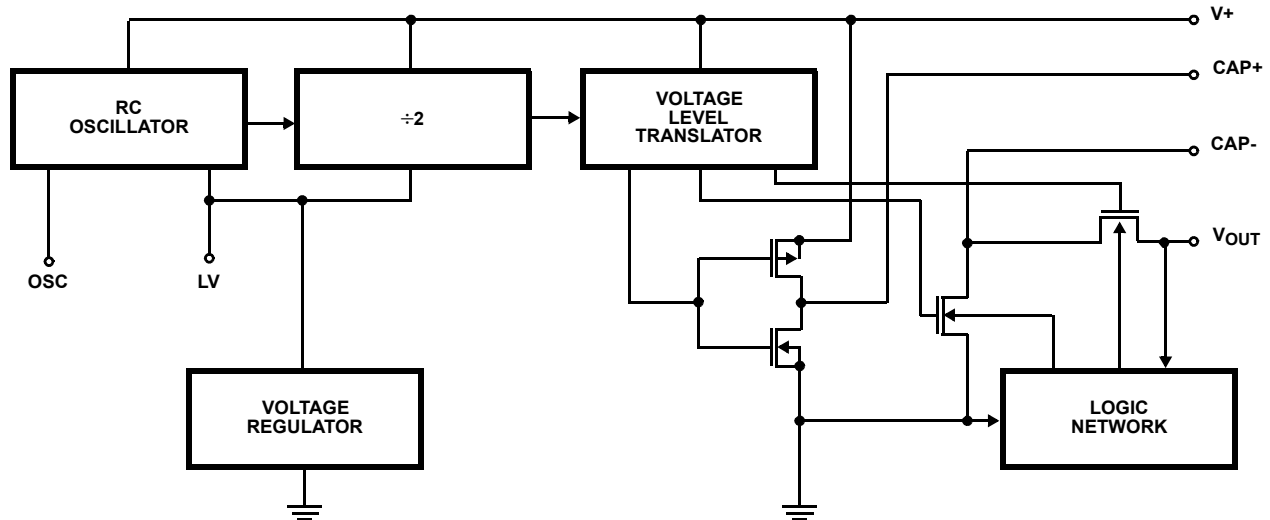 V+
CAP+
RC
OSCILLATOR
÷2
VOLTAGE
LEVEL
TRANSLATOR
CAP-
VOUT
OSC
LV
VOLTAGE
REGULATOR
LOGIC
NETWORK